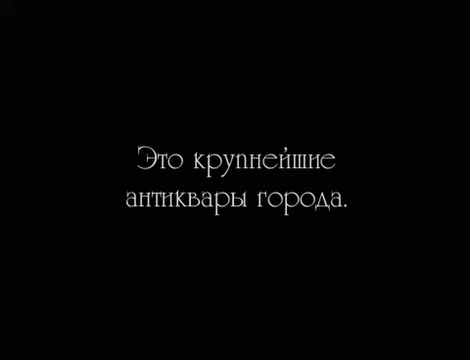 Это крупнейшие
антиквары города.